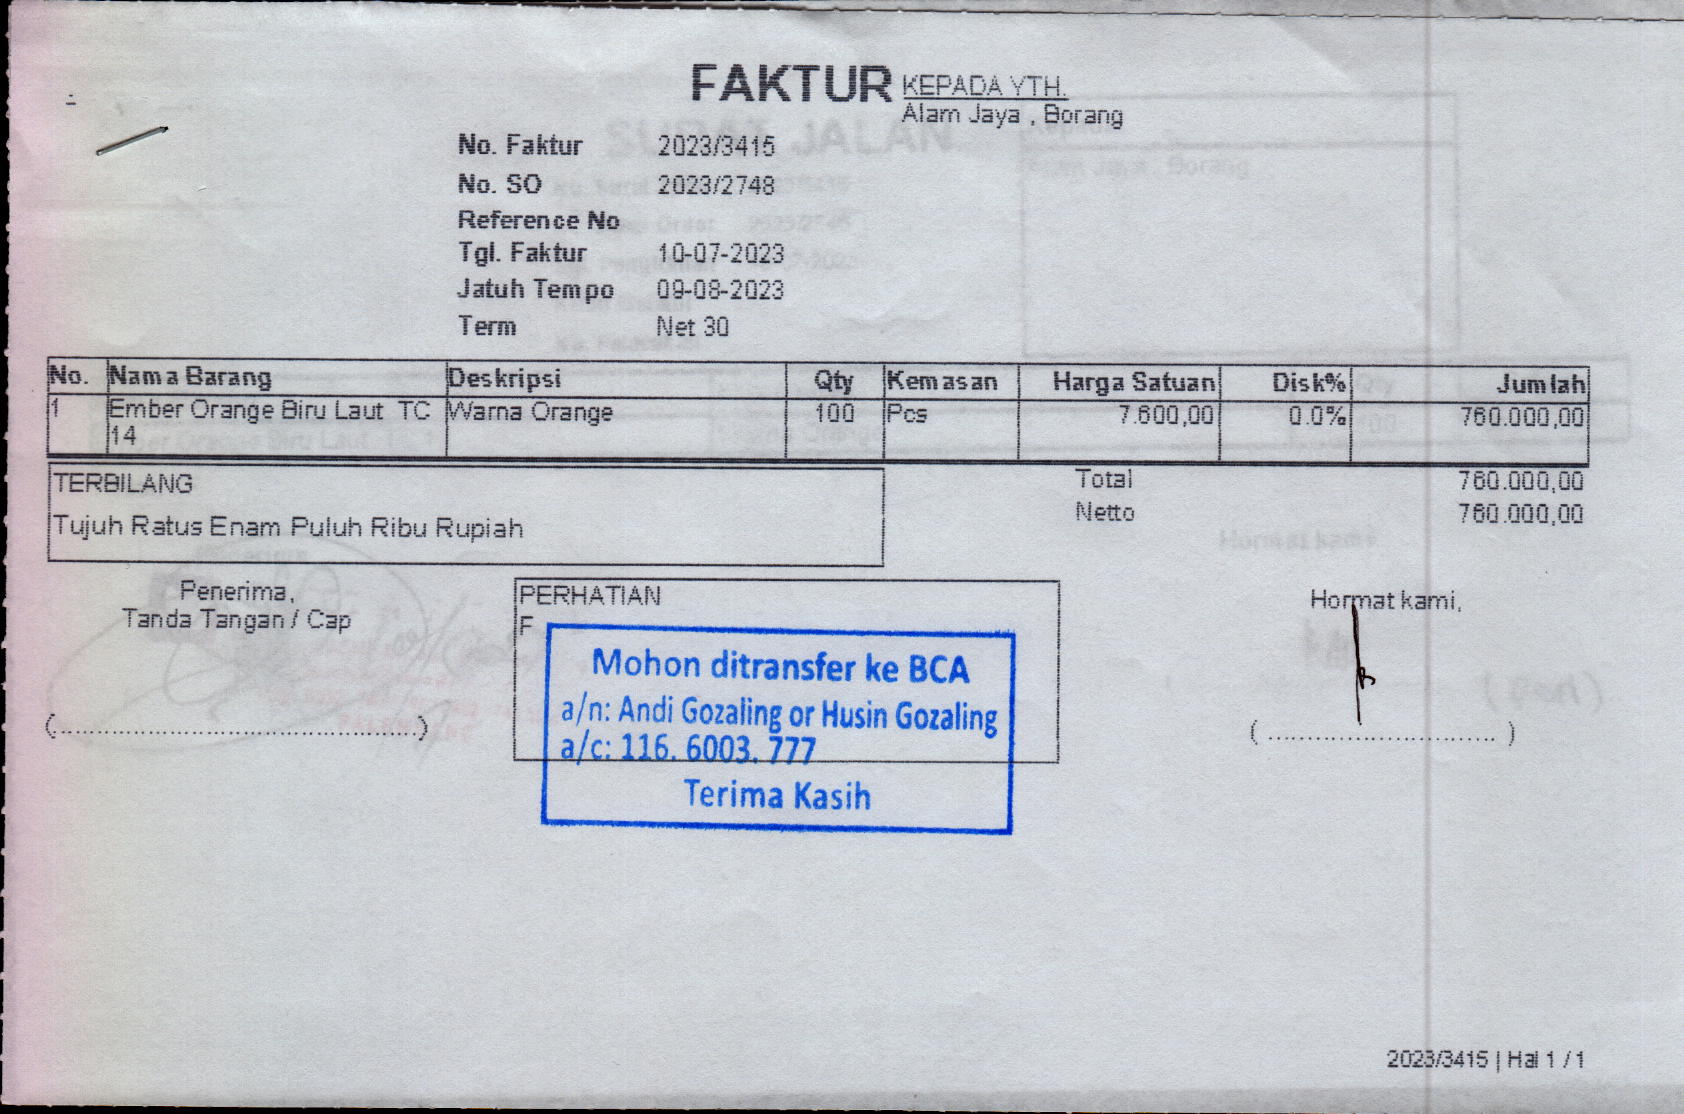 FAKTUR
KEPADA YTH.
Alam Jaya , Borang
No. Faktur 2023/3415
No. SO 2023/2748
Reference No
Tgl. Faktur 10-07-2023
Jatuh Tempo 09-08-2023
Term Net 30
No. Nama Barang Deskripsi Qty Kemasan Harga Satuan Disk% Jumlah
1 Ember Orange Biru Laut TC Warna Orange 100 Pcs 7.600,00 0.0% 760.000,00
14
TERBILANG
Tujuh Ratus Enam Puluh Ribu Rupiah
Total 760.000,00
Netto 760.000,00
Penerima,
Tanda Tangan / Cap
(..........................................)
PERHATIAN
F
Mohon ditransfer ke BCA
a/n: Andi Gozaling or Husin Gozaling
a/c: 116. 6003. 777
Terima Kasih
Hormat kami,
( ............................ )
2023/3415 | Hal 1 / 1